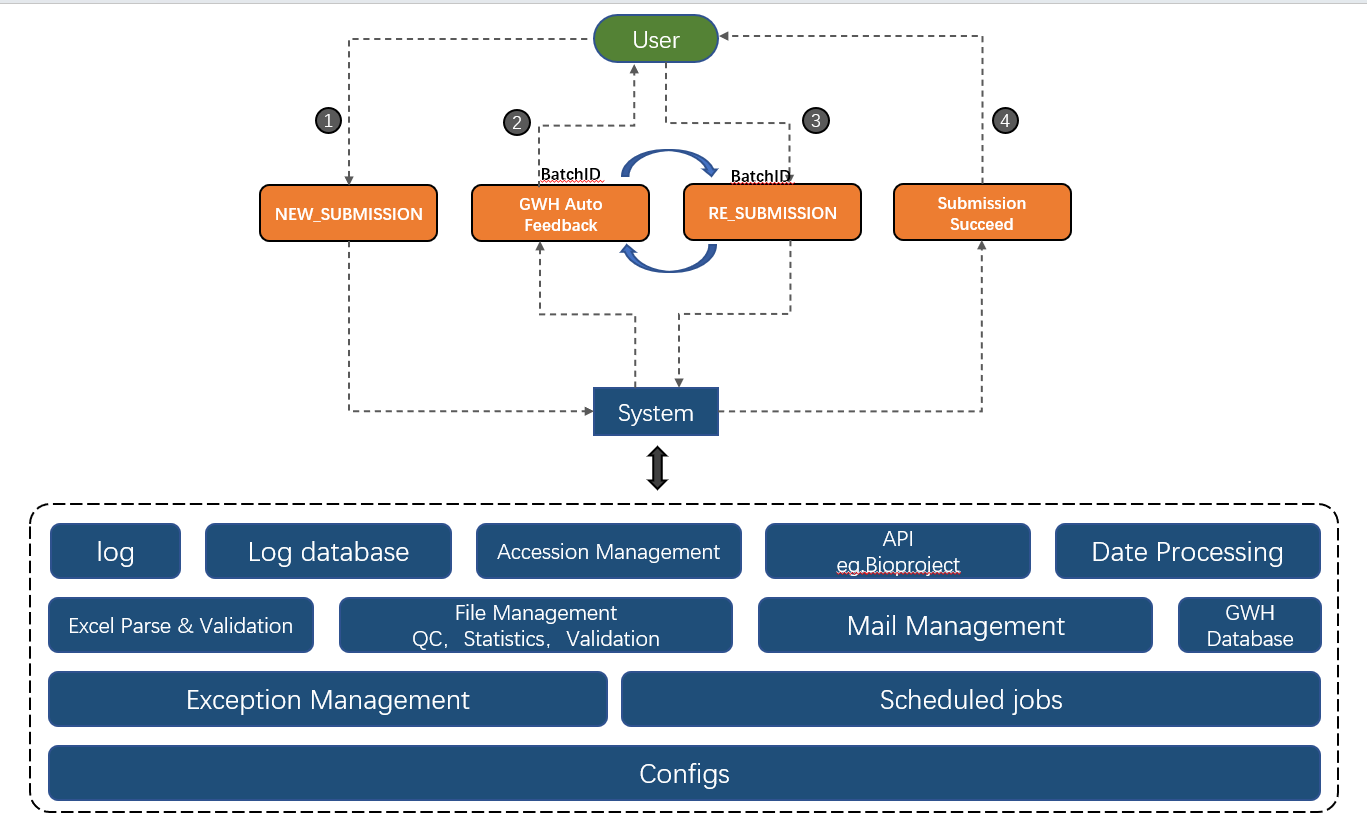 User
1
2
3
4
BatchID
BatchID
NEW_SUBMISSION
GWH Auto
Feedback
RE_SUBMISSION
Submission
Succeed
System
log
Log database
Accession Management
API
eg.Bioproject
Date Processing
Excel Parse & Validation
File Management
QC，Statistics，Validation
Mail Management
GWH
Database
Exception Management
Scheduled jobs
Configs